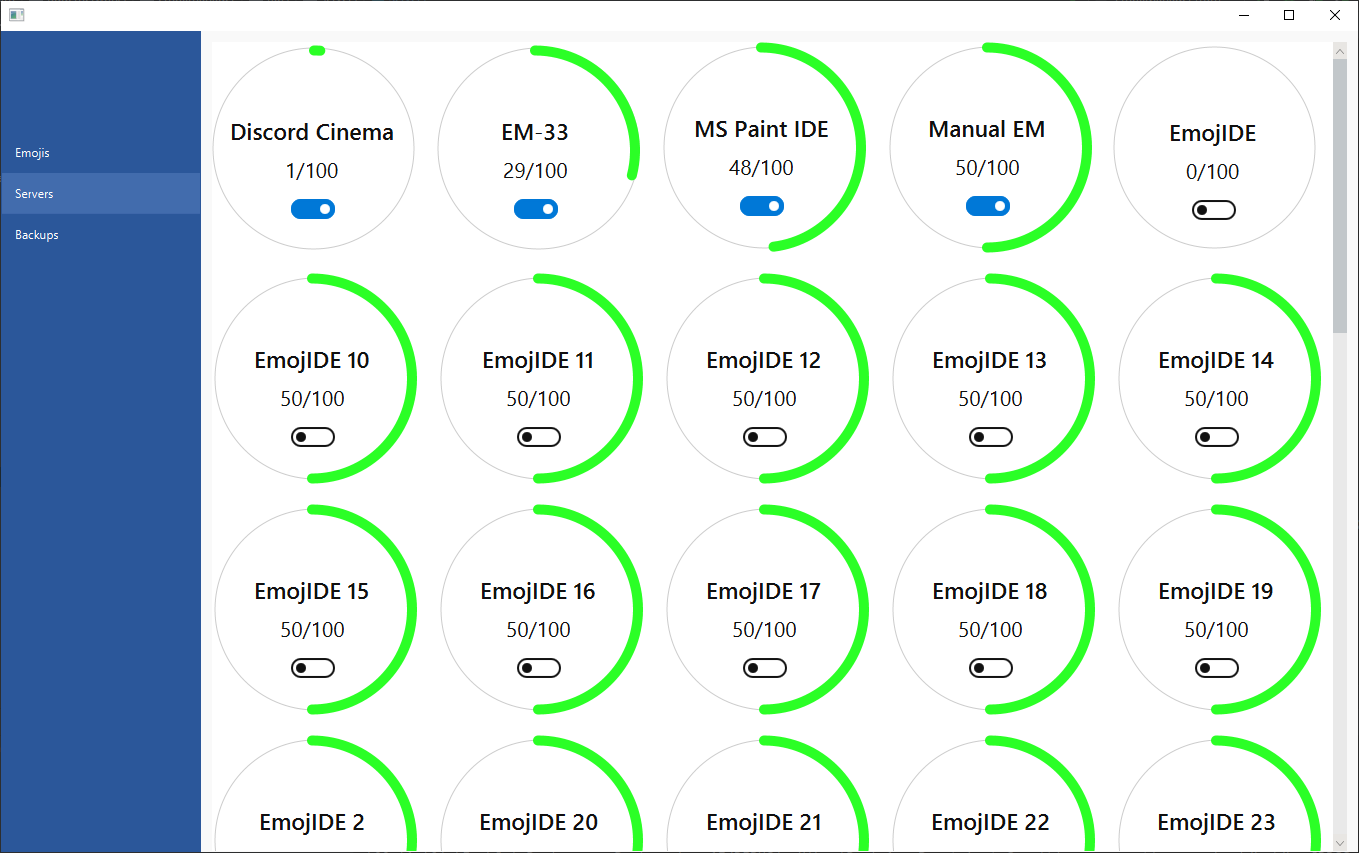 Emojis
Servers
Backups
Discord Cinema
1/100
EM-33
29/100
MS Paint IDE
48/100
Manual EM
50/100
EmojIDE
0/100
EmojIDE 10
50/100
EmojIDE 11
50/100
EmojIDE 12
50/100
EmojIDE 13
50/100
EmojIDE 14
50/100
EmojIDE 15
50/100
EmojIDE 16
50/100
EmojIDE 17
50/100
EmojIDE 18
50/100
EmojIDE 19
50/100
EmojIDE 2
EmojIDE 20
EmojIDE 21
EmojIDE 22
EmojIDE 23